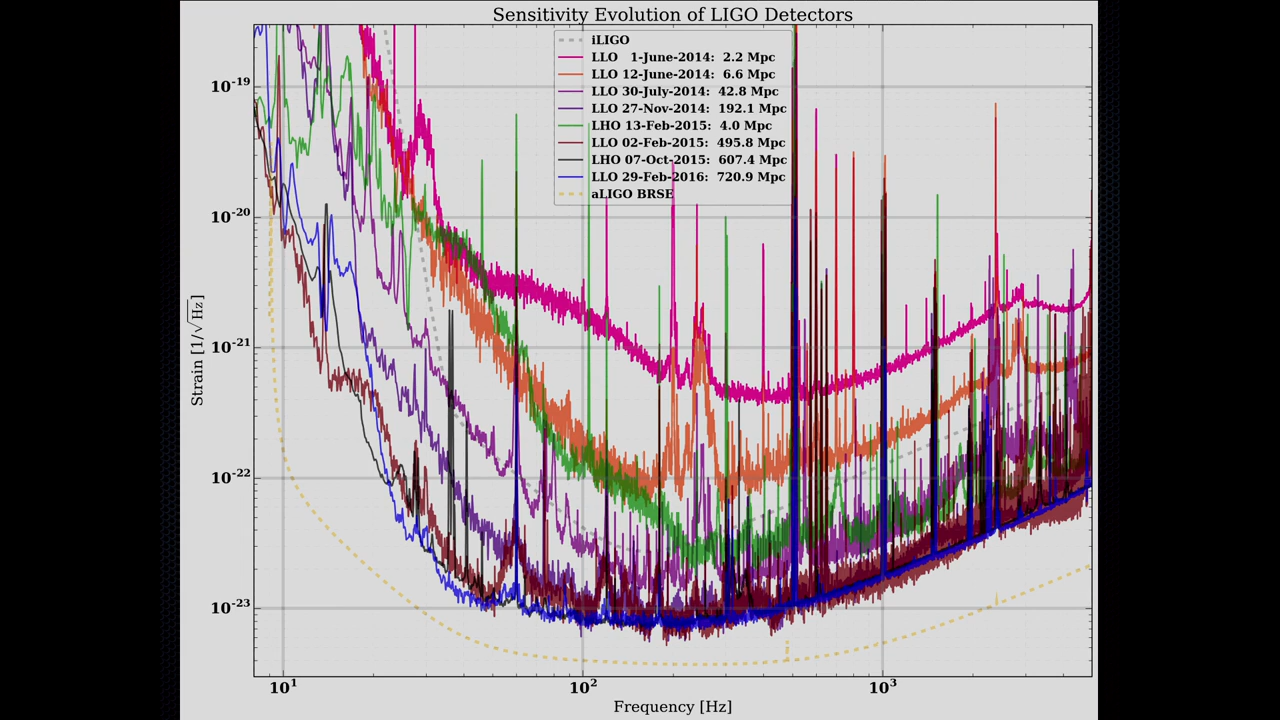 Sensitivity Evolution of LIGO Detectors
iLIGO
LLO 1-June-2014: 2.2 Mpc
LLO 12-June-2014: 6.6 Mpc
LLO 30-July-2014: 42.8 Mpc
LLO 27-Nov-2014: 192.1 Mpc
LHO 13-Feb-2015: 4.0 Mpc
LLO 02-Feb-2015: 495.8 Mpc
LHO 07-Oct-2015: 607.4 Mpc
LLO 29-Feb-2016: 720.9 Mpc
aLIGO BRSE
10⁻¹⁹
10⁻²⁰
10⁻²¹
10⁻²²
10⁻²³
Strain [1/√Hz]
10¹ 10² 10³
Frequency [Hz]